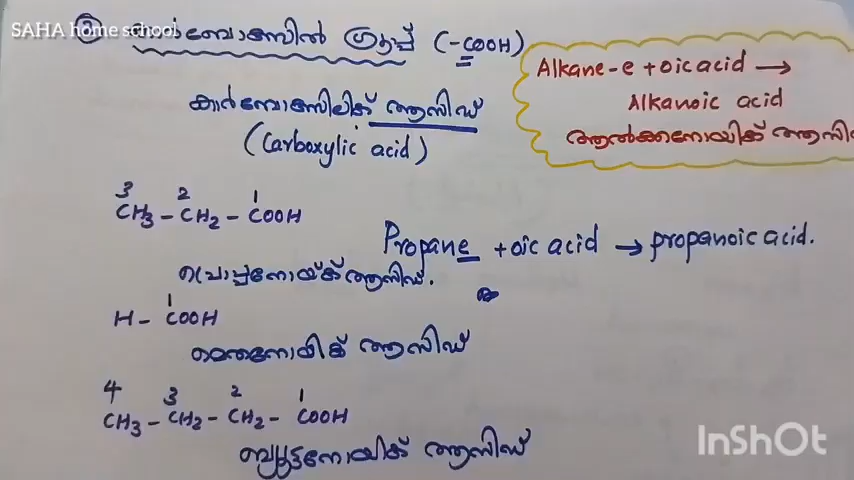 SAHA home school
② കാർബോക്സിൽ ഗ്രൂപ്പ് (-COOH)
കാർബോക്സിലിക് ആസിഡ്
(Carboxylic acid)
Alkane-e + oic acid →
Alkanoic acid
ആൽക്കനോയിക് ആസി
3 2 1
CH3 - CH2 - COOH
Propane + oic acid → propanoic acid.
പ്രൊപ്പനോയ്ക് ആസിഡ്.
1
H - COOH
മെതനോയിക് ആസിഡ്
4 3 2 1
CH3 - CH2 - CH2 - COOH
ബ്യൂട്ടനോയിക് ആസിഡ്
InShOt